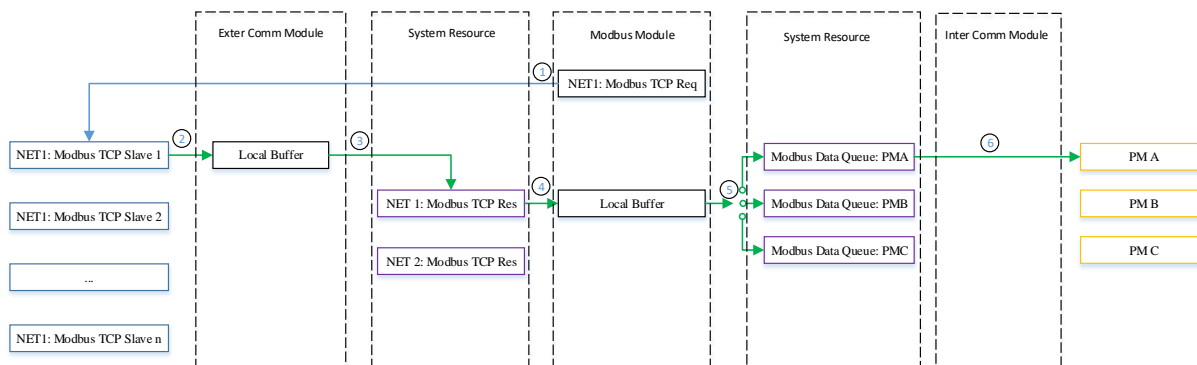 Exter Comm Module
System Resource
Modbus Module
System Resource
Inter Comm Module
1
NET1: Modbus TCP Req
2
3
6
NET1: Modbus TCP Slave 1
Local Buffer
Modbus Data Queue: PMA
PM A
4
5
NET1: Modbus TCP Slave 2
NET 1: Modbus TCP Res
Local Buffer
Modbus Data Queue: PMB
PM B
...
NET 2: Modbus TCP Res
Modbus Data Queue: PMC
PM C
NET1: Modbus TCP Slave n